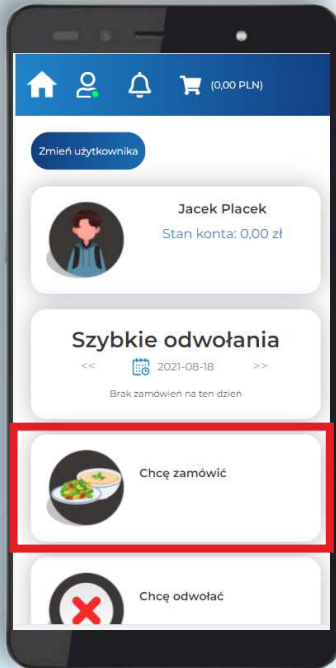 (0,00 PLN)
Zmień użytkownika
Jacek Placek
Stan konta: 0,00 zł
Szybkie odwołania
<< 2021-08-18 >>
Brak zamówień na ten dzień
Chcę zamówić
Chcę odwołać